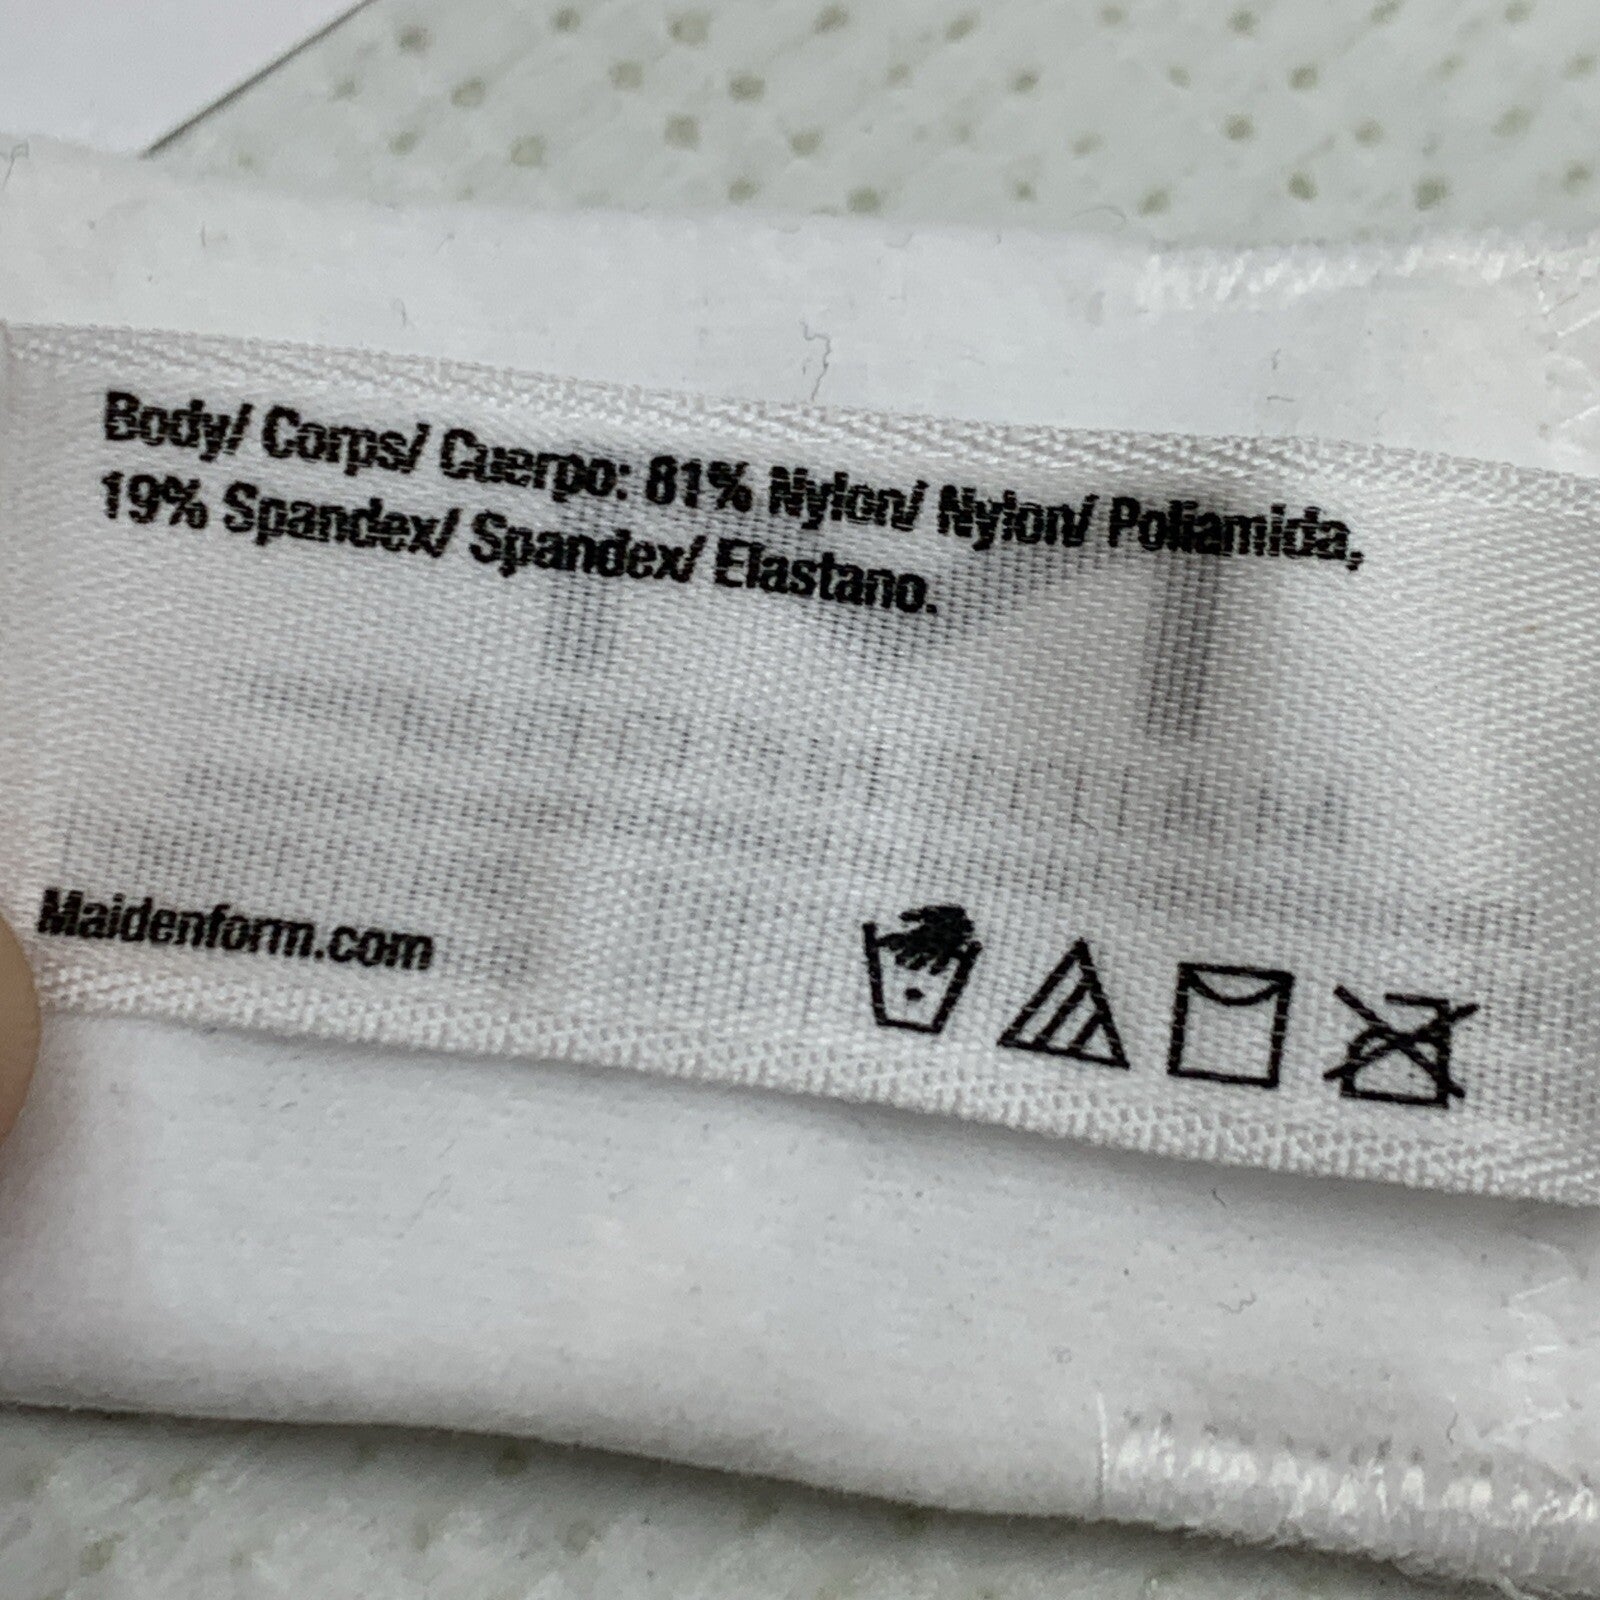 Body/ Corps/ Cuerpo: 81% Nylon/ Nylon/ Poliamida,
19% Spandex/ Spandex/ Elastano.
Maidenform.com